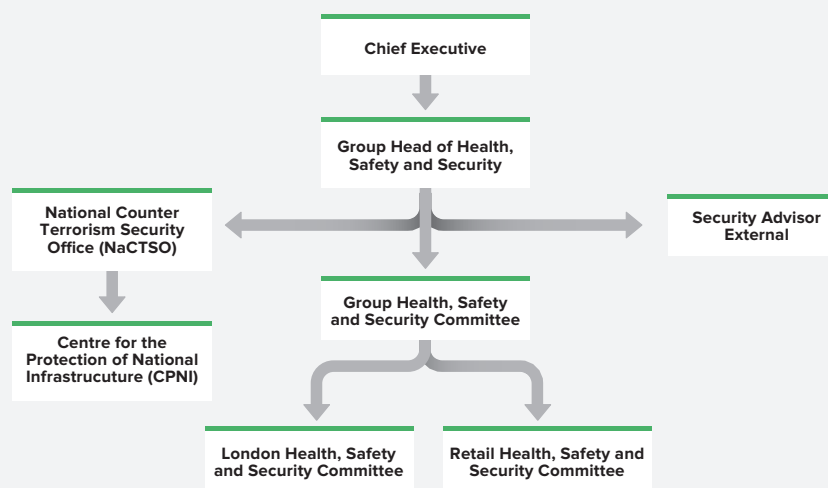 Chief Executive
Group Head of Health,
Safety and Security
National Counter
Terrorism Security
Office (NaCTSO)
Security Advisor
External
Group Health, Safety
and Security Committee
Centre for the
Protection of National
Infrastrucuture (CPNI)
London Health, Safety
and Security Committee
Retail Health, Safety and
Security Committee